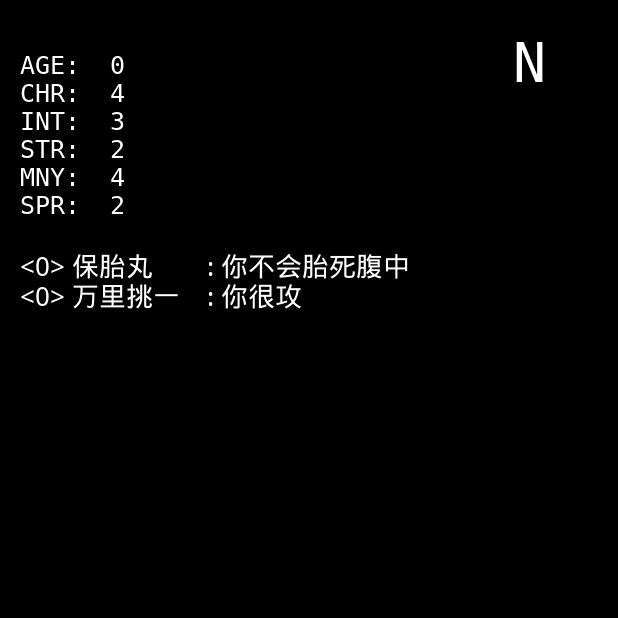 N
AGE: 0
CHR: 4
INT: 3
STR: 2
MNY: 4
SPR: 2
<O> 保胎丸 : 你不会胎死腹中
<O> 万里挑一 : 你很攻